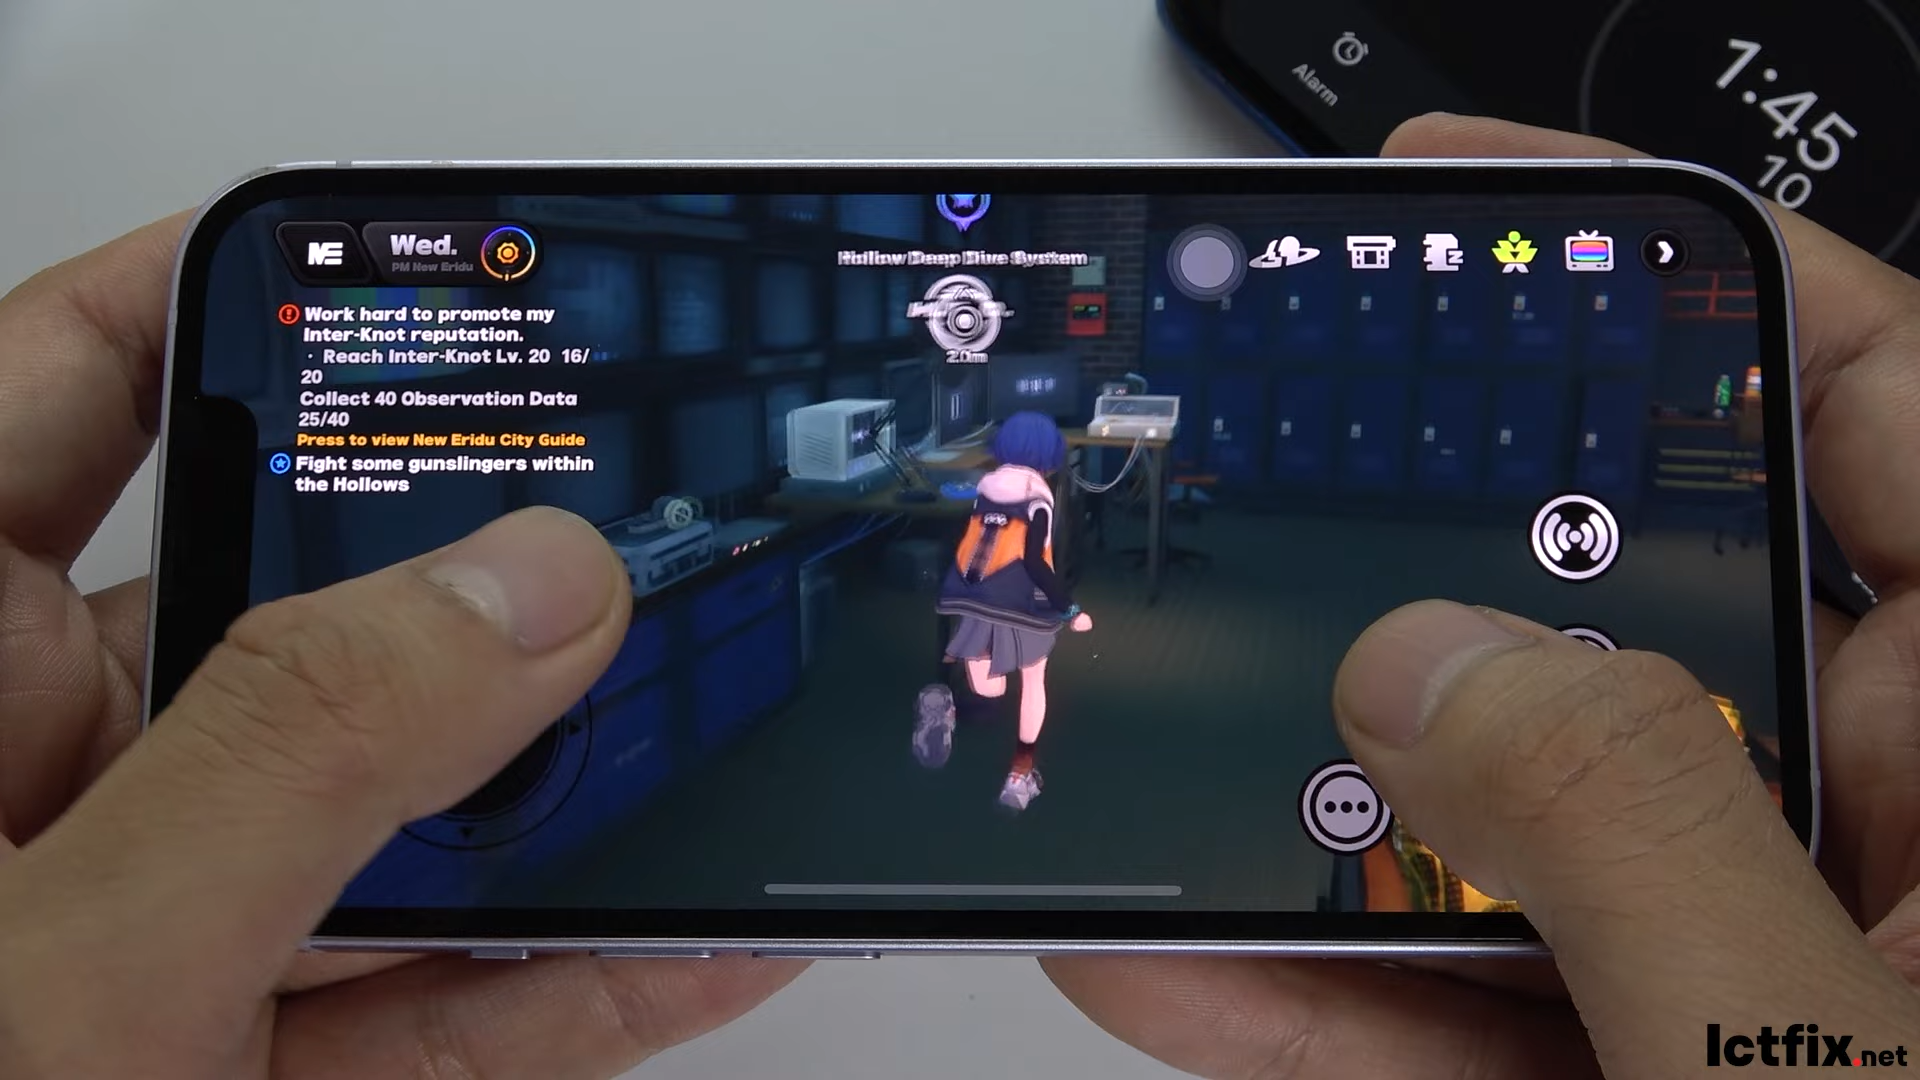 Alarm
1:45
10
Wed.
PM New Eridu
Hollow Deep Dive System
20m
Work hard to promote my
Inter-Knot reputation.
· Reach Inter-Knot Lv. 20 16/
20
Collect 40 Observation Data
25/40
Press to view New Eridu City Guide
Fight some gunslingers within
the Hollows
Ictfix.net